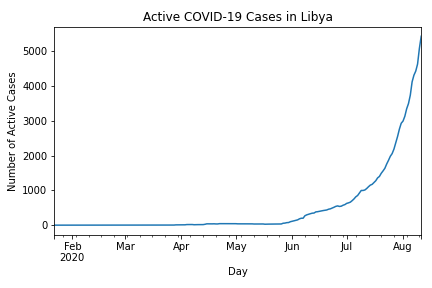 Active COVID-19 Cases in Libya
Number of Active Cases
5000
4000
3000
2000
1000
0
Feb Mar Apr May Jun Jul Aug
2020
Day